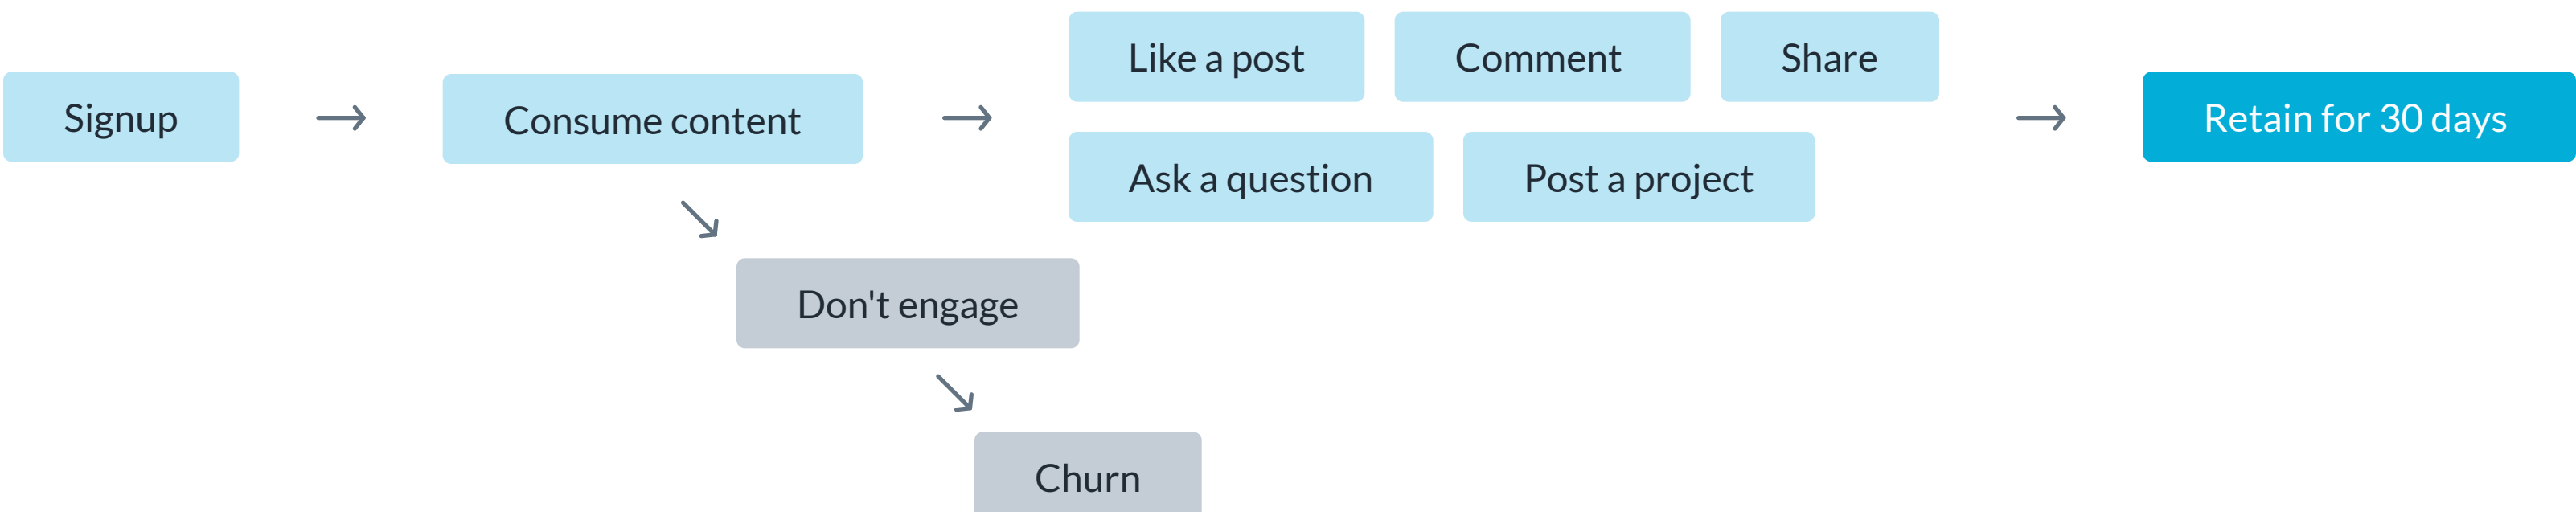 Signup
Consume content
Like a post
Comment
Share
Ask a question
Post a project
Retain for 30 days
Don't engage
Churn